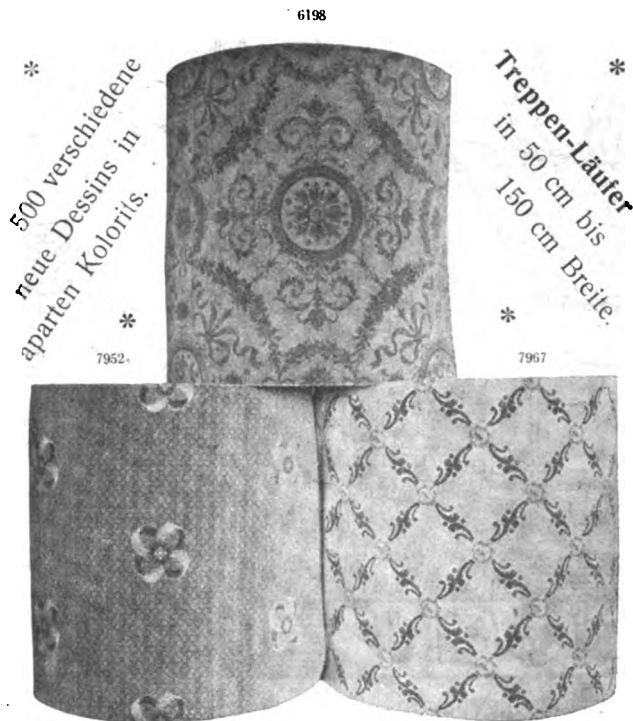 6198
*
500 verschiedene
neue Dessins in
aparten Kolorits.
*
7952
*
Treppen-Läufer
in 50 cm bis
150 cm Breite.
*
7967